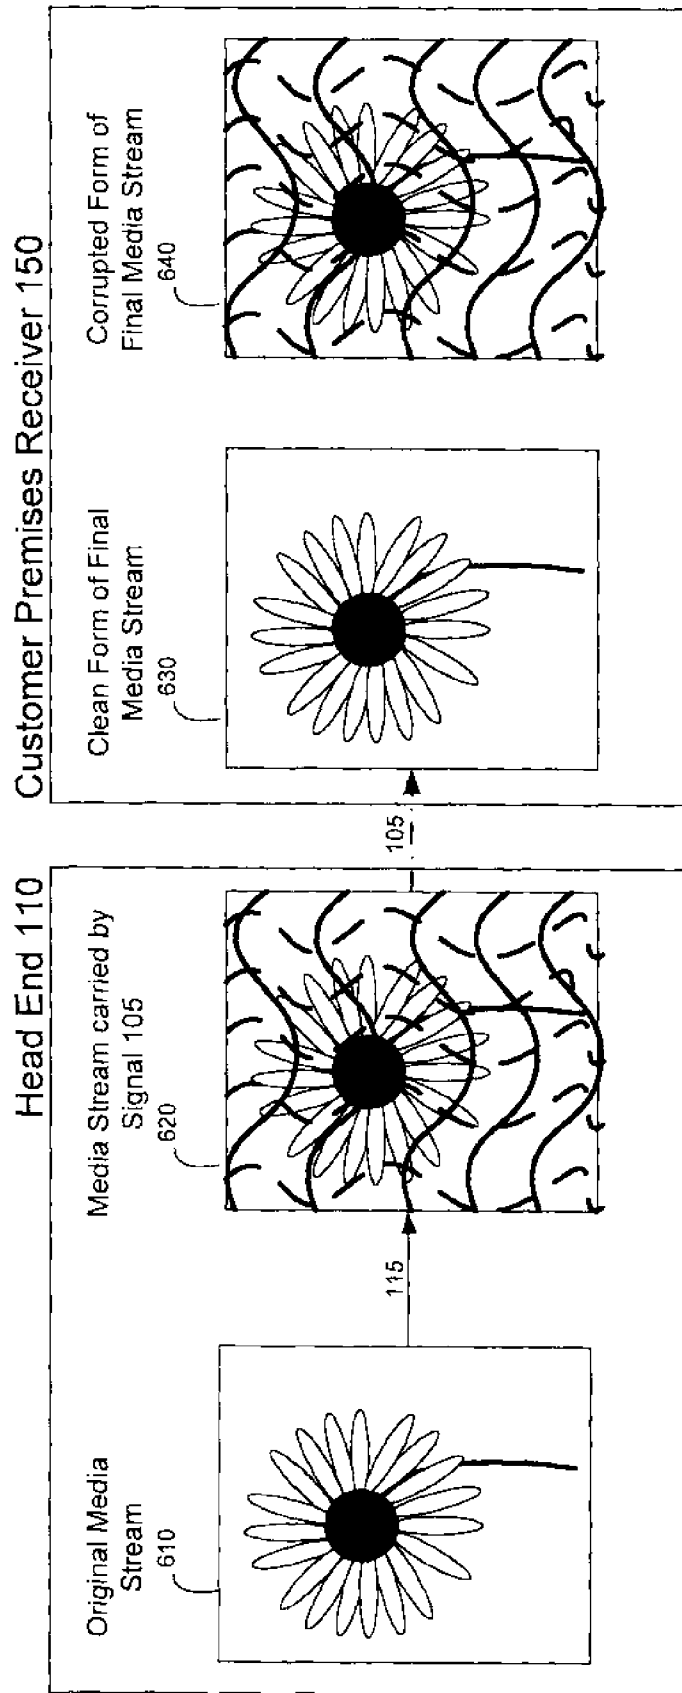 Head End 110
Original Media
Stream
610
115
Media Stream carried by
Signal 105
620
105
Customer Premises Receiver 150
Clean Form of Final
Media Stream
630
Corrupted Form of
Final Media Stream
640